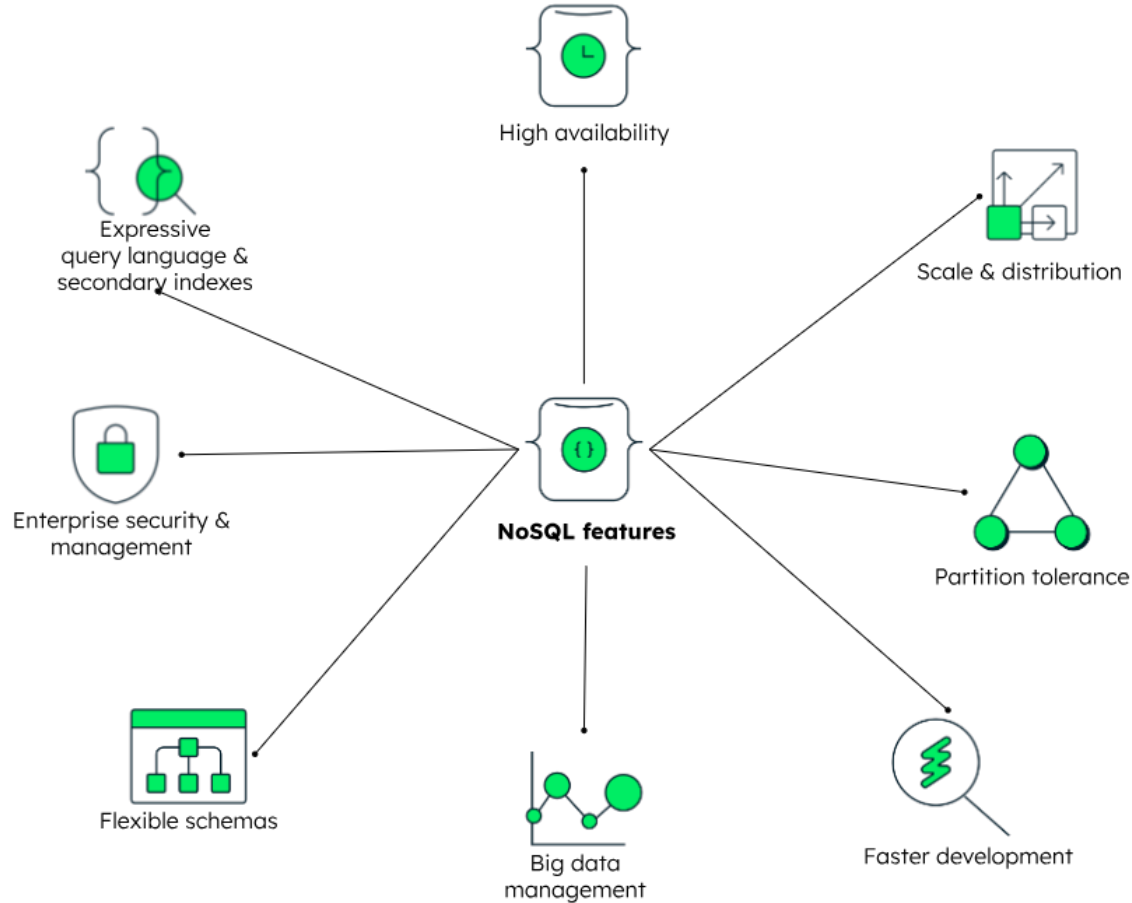 High availability
Expressive
query language &
secondary indexes
Scale & distribution
{}
NoSQL features
Enterprise security &
management
Partition tolerance
Flexible schemas
Big data
management
Faster development